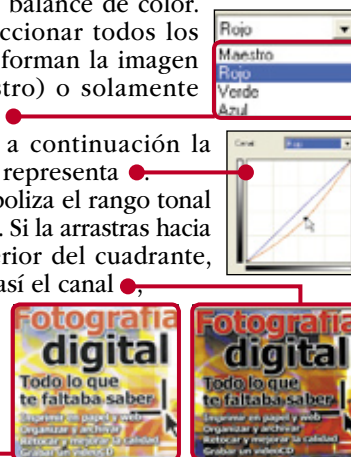 balance de color.
ccionar todos los
forman la imagen
stro) o solamente
a continuación la
representa
boliza el rango tonal
. Si la arrastras hacia
erior del cuadrante,
así el canal
Rojo
Maestro
Rojo
Verde
Azul
Canal
Rojo
Fotografía
digital
Todo lo que
te faltaba saber
Imprimir en papel y web
Organizar y archivar
Retocar y mejorar la calidad
Grabar un videoCD
Fotografía
digital
Todo lo que
te faltaba saber
Imprimir en papel y web
Organizar y archivar
Retocar y mejorar la calidad
Grabar un videoCD